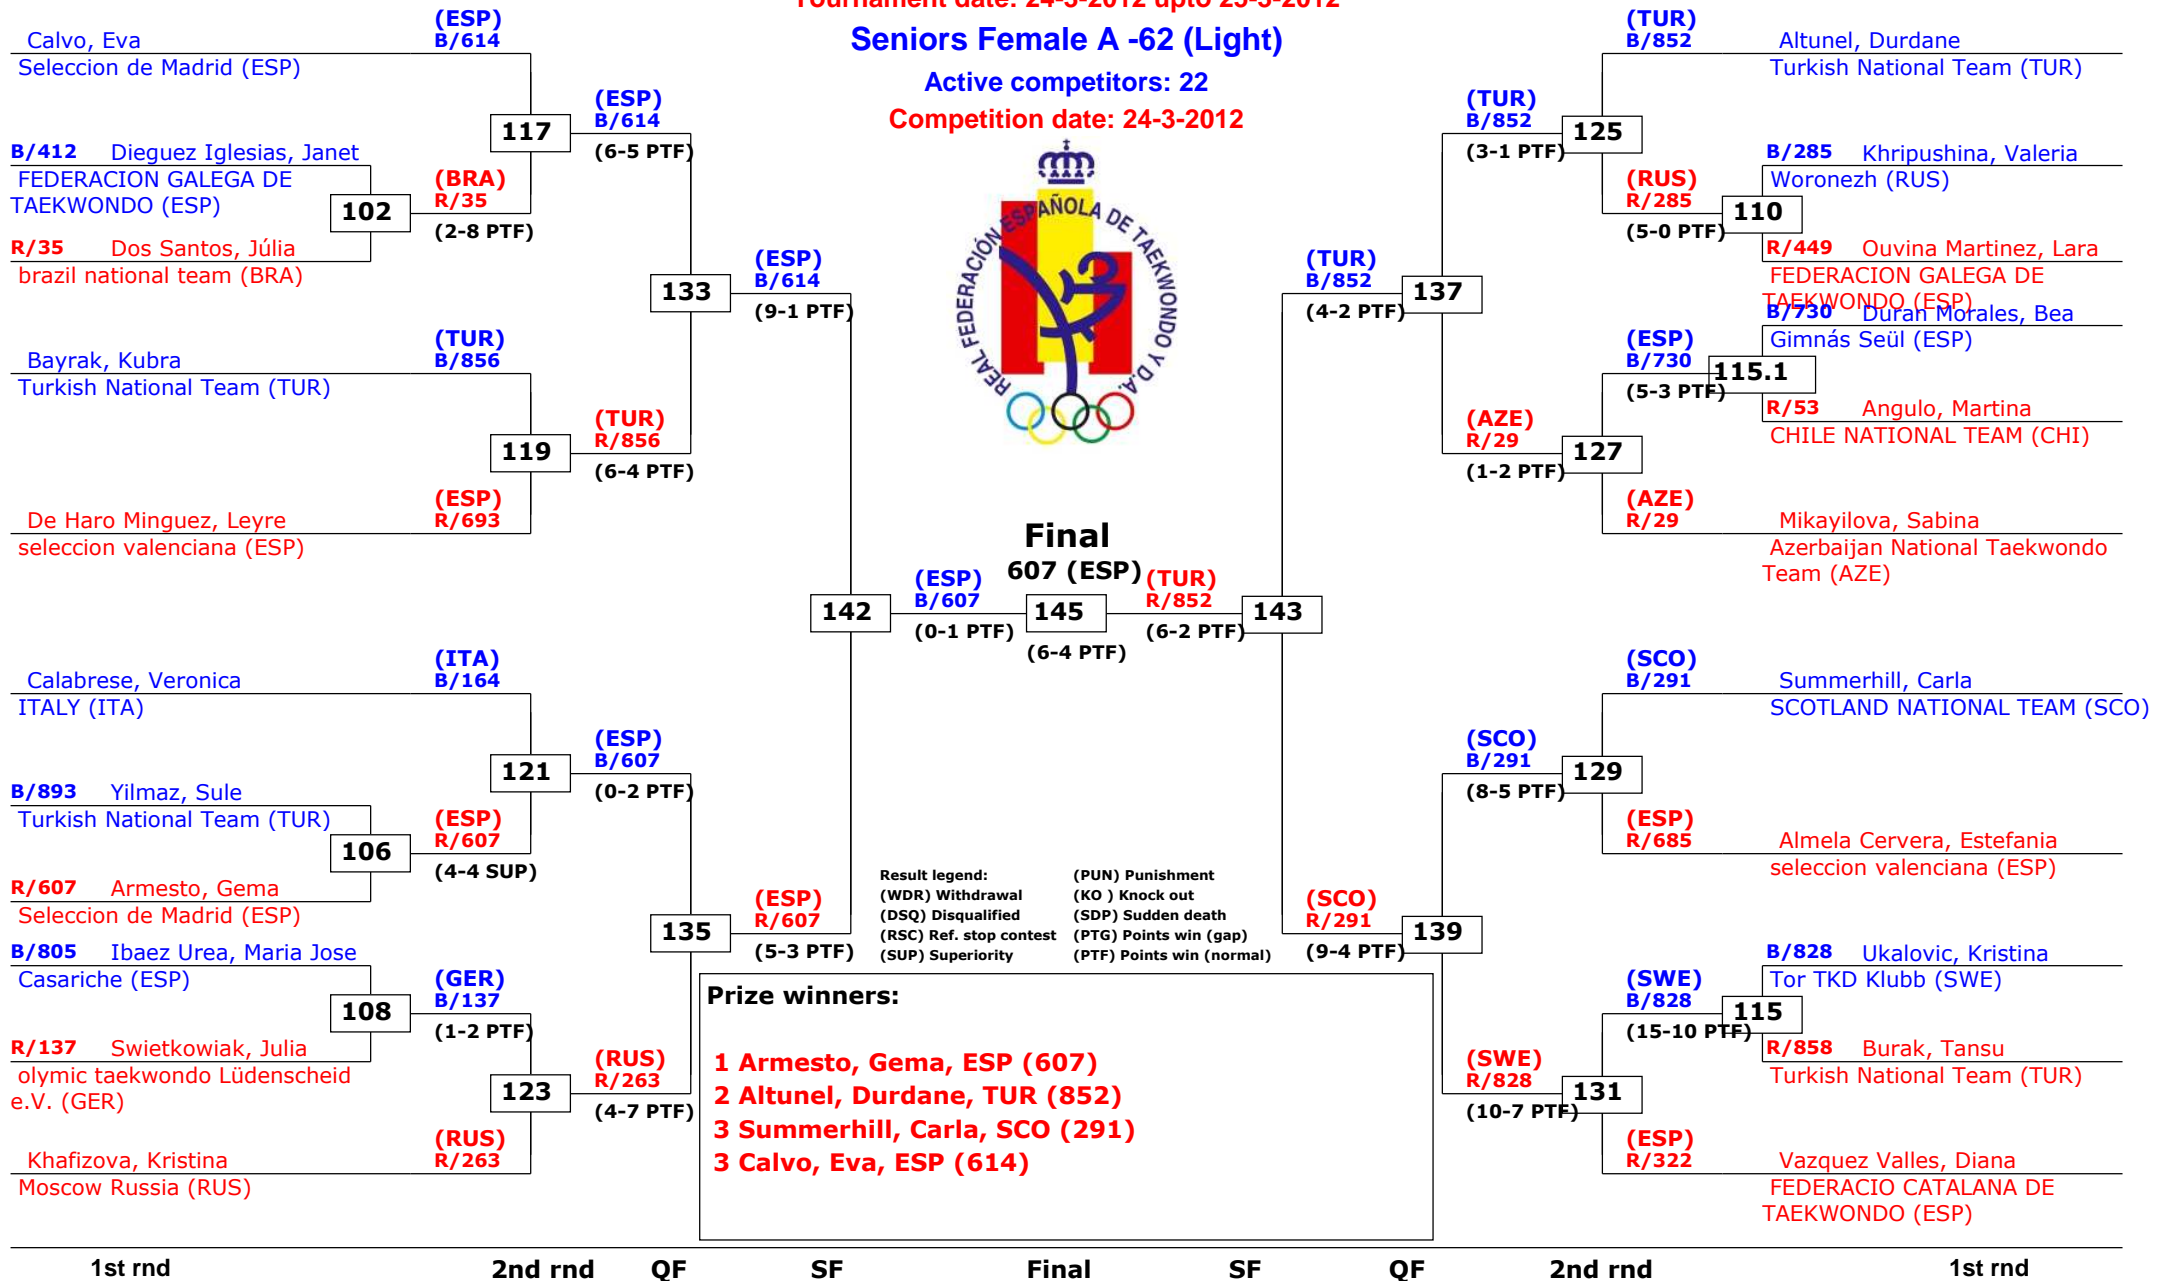 Tournament date: 24-3-2012 upto 25-3-2012
Seniors Female A -62 (Light)
Active competitors: 22
Competition date: 24-3-2012
REAL FEDERACIÓN ESPAÑOLA DE TAEKWONDO Y D.A.
Calvo, Eva
Seleccion de Madrid (ESP)
(ESP)
B/614
B/412 Dieguez Iglesias, Janet
FEDERACION GALEGA DE
TAEKWONDO (ESP)
102
R/35 Dos Santos, Júlia
brazil national team (BRA)
(BRA)
R/35
(2-8 PTF)
117
(ESP)
B/614
(6-5 PTF)
Bayrak, Kubra
Turkish National Team (TUR)
(TUR)
B/856
De Haro Minguez, Leyre
seleccion valenciana (ESP)
(ESP)
R/693
119
(TUR)
R/856
(6-4 PTF)
133
(ESP)
B/614
(9-1 PTF)
Calabrese, Veronica
ITALY (ITA)
(ITA)
B/164
B/893 Yilmaz, Sule
Turkish National Team (TUR)
106
R/607 Armesto, Gema
Seleccion de Madrid (ESP)
(ESP)
R/607
(4-4 SUP)
121
(ESP)
B/607
(0-2 PTF)
B/805 Ibaez Urea, Maria Jose
Casariche (ESP)
108
R/137 Swietkowiak, Julia
olymic taekwondo Lüdenscheid
e.V. (GER)
(GER)
B/137
(1-2 PTF)
Khafizova, Kristina
Moscow Russia (RUS)
(RUS)
R/263
123
(RUS)
R/263
(4-7 PTF)
135
(ESP)
R/607
(5-3 PTF)
142
(ESP)
B/607
(0-1 PTF)
Final
607 (ESP)
145
(6-4 PTF)
(TUR)
R/852
(6-2 PTF)
143
(TUR)
B/852
(4-2 PTF)
137
(TUR)
B/852
(3-1 PTF)
125
(TUR)
B/852
Altunel, Durdane
Turkish National Team (TUR)
B/285 Khripushina, Valeria
Woronezh (RUS)
(RUS)
R/285
(5-0 PTF)
110
R/449 Ouvina Martinez, Lara
FEDERACION GALEGA DE
TAEKWONDO (ESP)
B/730 Duran Morales, Bea
Gimnás Seül (ESP)
(ESP)
B/730
(5-3 PTF)
115.1
R/53 Angulo, Martina
CHILE NATIONAL TEAM (CHI)
(AZE)
R/29
(1-2 PTF)
127
(AZE)
R/29
Mikayilova, Sabina
Azerbaijan National Taekwondo
Team (AZE)
(SCO)
B/291
Summerhill, Carla
SCOTLAND NATIONAL TEAM (SCO)
(SCO)
B/291
(8-5 PTF)
129
(ESP)
R/685
Almela Cervera, Estefania
seleccion valenciana (ESP)
(SCO)
R/291
(9-4 PTF)
139
B/828 Ukalovic, Kristina
Tor TKD Klubb (SWE)
(SWE)
B/828
(15-10 PTF)
115
R/858 Burak, Tansu
Turkish National Team (TUR)
(SWE)
R/828
(10-7 PTF)
131
(ESP)
R/322
Vazquez Valles, Diana
FEDERACIO CATALANA DE
TAEKWONDO (ESP)
Result legend: (PUN) Punishment
(WDR) Withdrawal (KO ) Knock out
(DSQ) Disqualified (SDP) Sudden death
(RSC) Ref. stop contest (PTG) Points win (gap)
(SUP) Superiority (PTF) Points win (normal)
Prize winners:
1 Armesto, Gema, ESP (607)
2 Altunel, Durdane, TUR (852)
3 Summerhill, Carla, SCO (291)
3 Calvo, Eva, ESP (614)
1st rnd 2nd rnd QF SF Final SF QF 2nd rnd 1st rnd